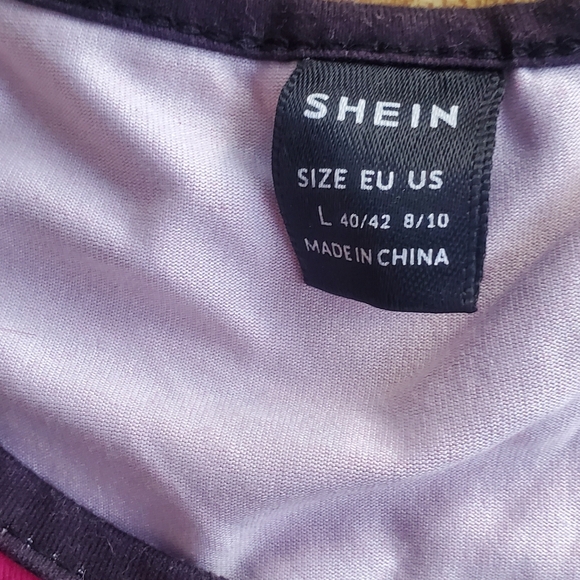 SHEIN
SIZE EU US
L 40/42 8/10
MADE IN CHINA